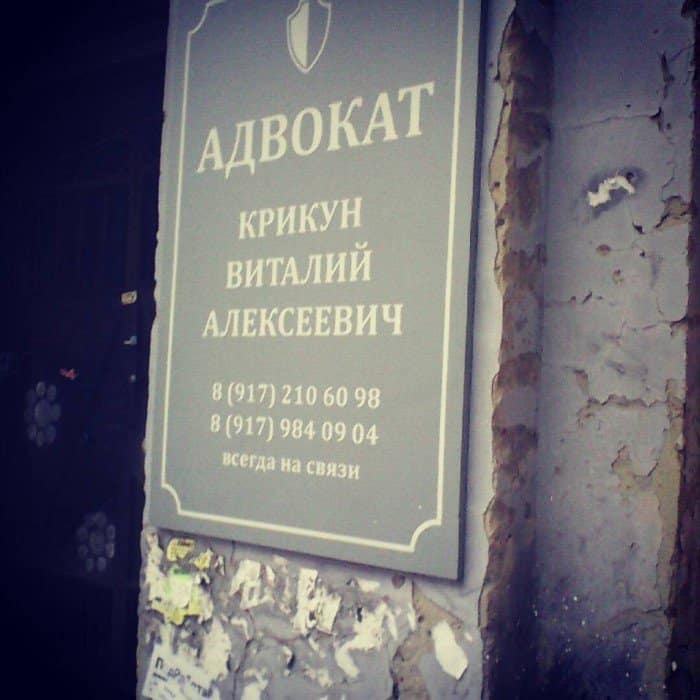 АДВОКАТ
КРИКУН
ВИТАЛИЙ
АЛЕКСЕЕВИЧ
8 (917) 210 60 98
8 (917) 984 09 04
всегда на связи